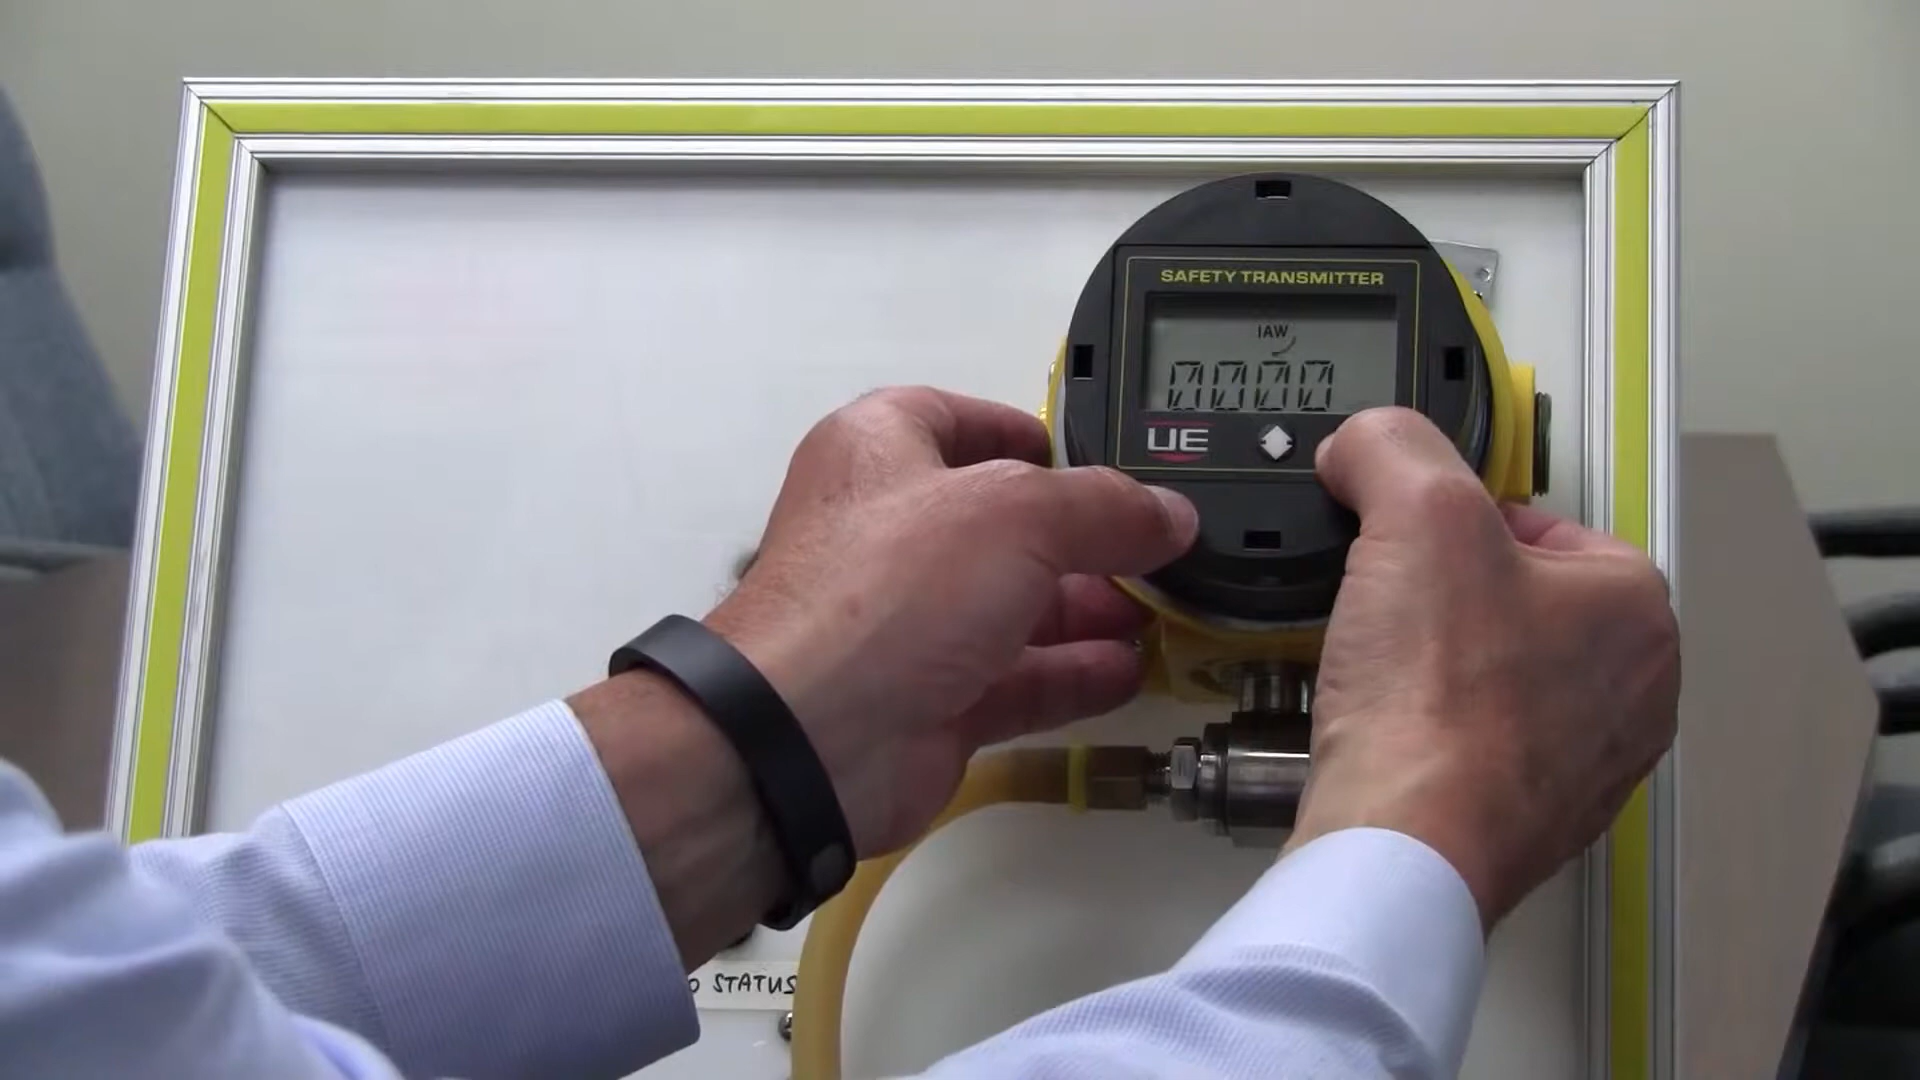 SAFETY TRANSMITTER
IAW
0000
UE
O STATUS